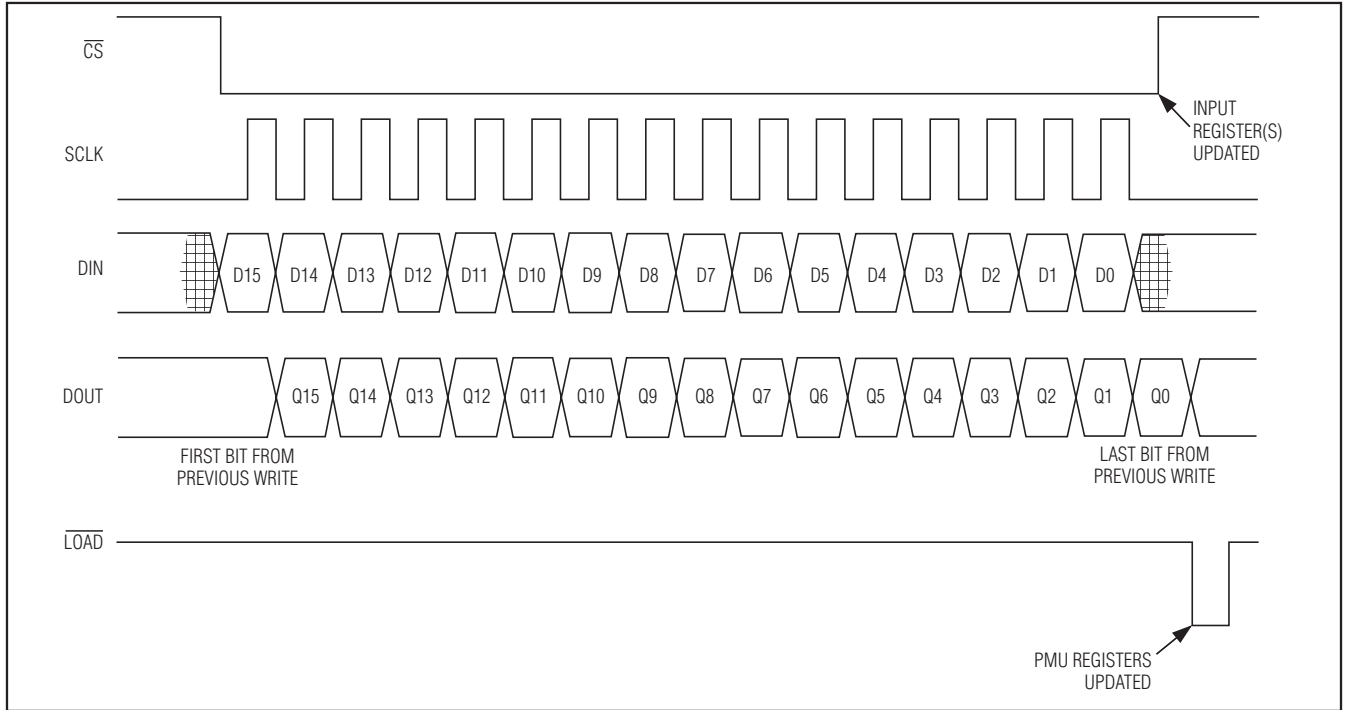 CS
INPUT
REGISTER(S)
UPDATED
SCLK
DIN
D15 D14 D13 D12 D11 D10 D9 D8 D7 D6 D5 D4 D3 D2 D1 D0
DOUT
Q15 Q14 Q13 Q12 Q11 Q10 Q9 Q8 Q7 Q6 Q5 Q4 Q3 Q2 Q1 Q0
FIRST BIT FROM
PREVIOUS WRITE
LAST BIT FROM
PREVIOUS WRITE
LOAD
PMU REGISTERS
UPDATED